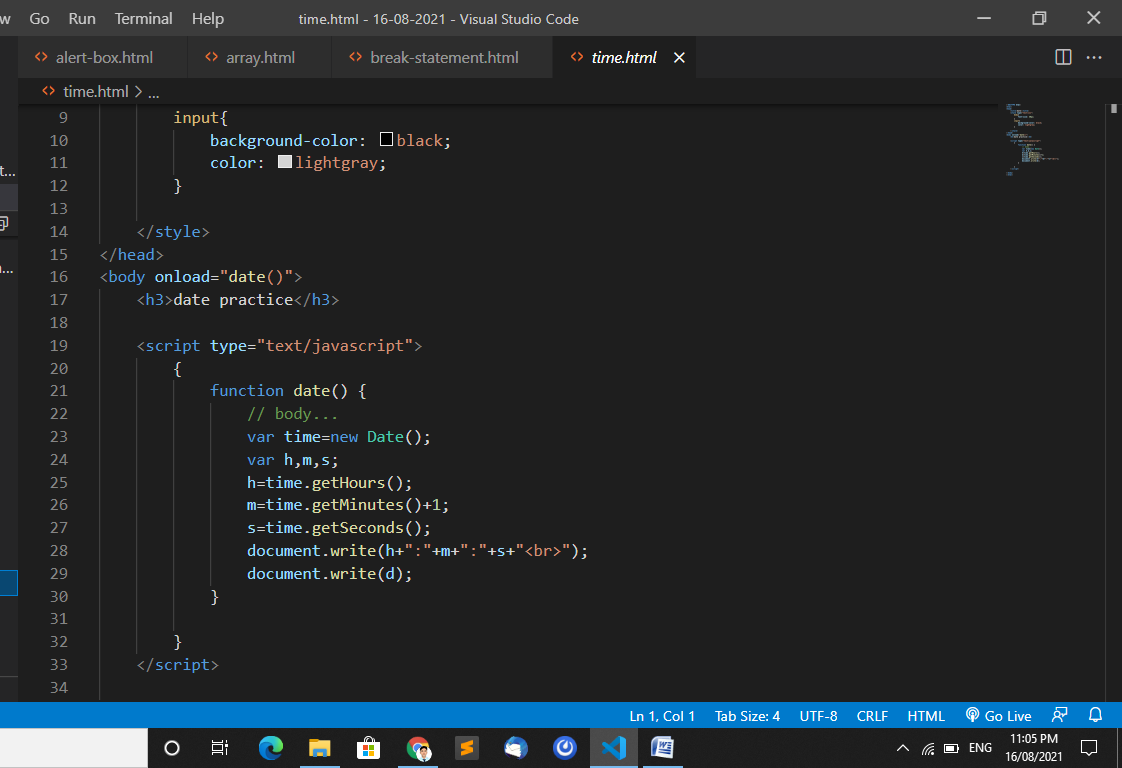 w Go Run Terminal Help time.html - 16-08-2021 - Visual Studio Code
alert-box.html array.html break-statement.html time.html
time.html > ...
9 input{
10 background-color: black;
11 color: lightgray;
12 }
13
14 </style>
15 </head>
16 <body onload="date()">
17 <h3>date practice</h3>
18
19 <script type="text/javascript">
20 {
21 function date() {
22 // body...
23 var time=new Date();
24 var h,m,s;
25 h=time.getHours();
26 m=time.getMinutes()+1;
27 s=time.getSeconds();
28 document.write(h+":"+m+":"+s+"<br>");
29 document.write(d);
30 }
31
32 }
33 </script>
34
t...
Ln 1, Col 1 Tab Size: 4 UTF-8 CRLF HTML Go Live
ENG 11:05 PM
16/08/2021